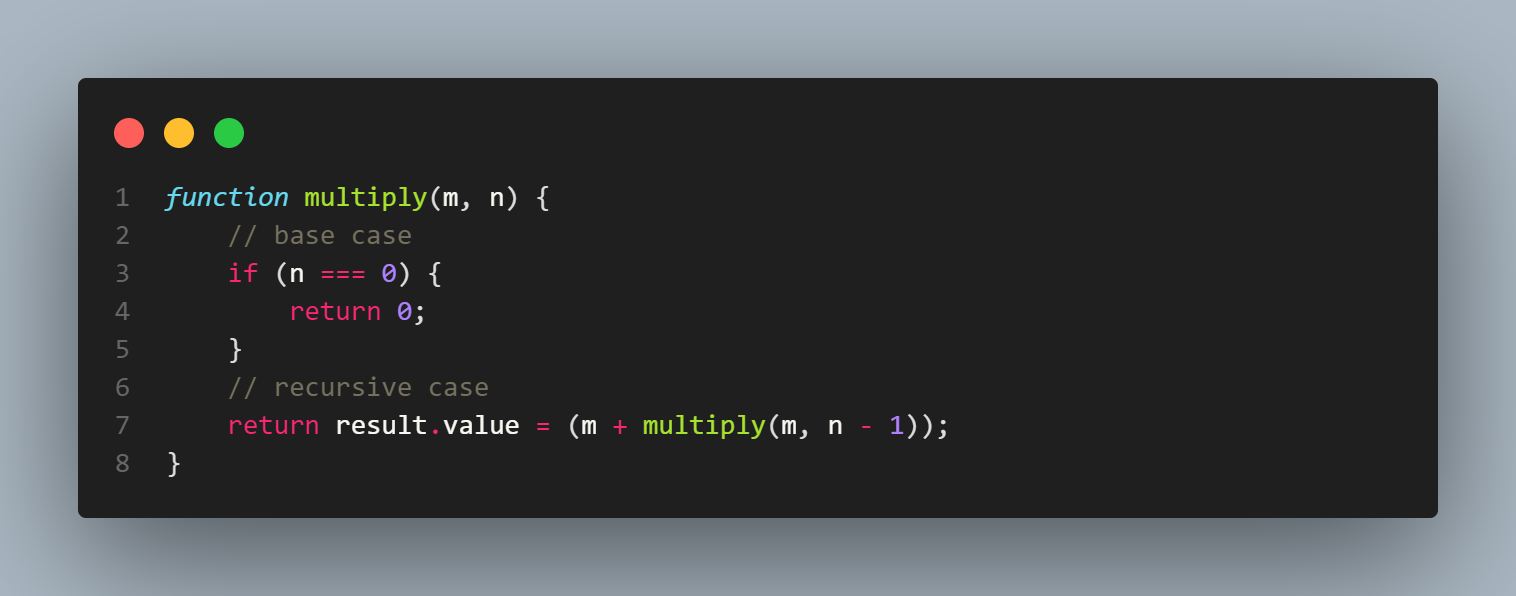 1 function multiply(m, n) {
2     // base case
3     if (n === 0) {
4         return 0;
5     }
6     // recursive case
7     return result.value = (m + multiply(m, n - 1));
8 }